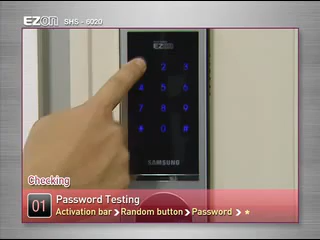 EZon SHS - 6020
EZon
2 3
4 5 6
7 8 9
* 0 #
SAMSUNG
Checking
01 Password Testing
Activation bar > Random button > Password > *